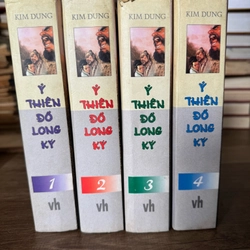 KIM DUNG
Ỷ
THIÊN
ĐỒ
LONG
KÝ
1
vh
KIM DUNG
Ỷ
THIÊN
ĐỒ
LONG
KÝ
2
vh
KIM DUNG
Ỷ
THIÊN
ĐỒ
LONG
KÝ
3
vh
KIM DUNG
Ỷ
THIÊN
ĐỒ
LONG
KÝ
4
vh